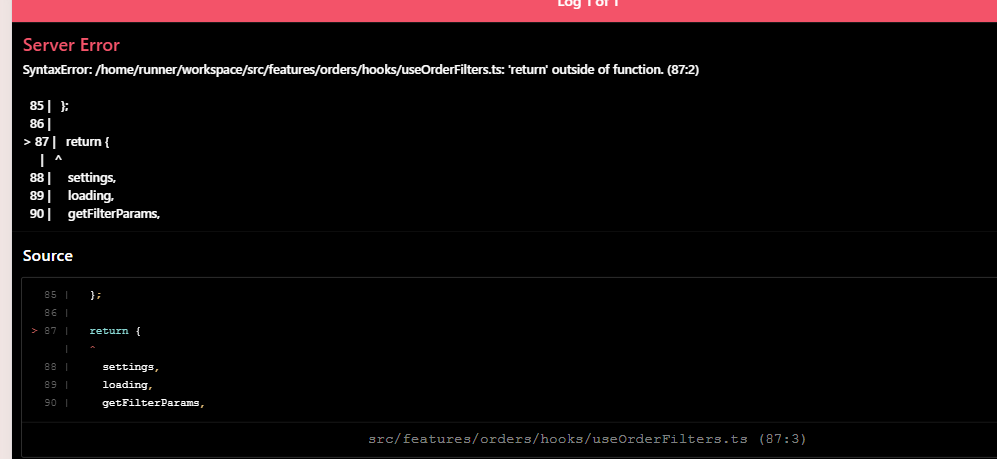 Log 1 of 1
Server Error
SyntaxError: /home/runner/workspace/src/features/orders/hooks/useOrderFilters.ts: 'return' outside of function. (87:2)
85 | };
86 |
> 87 | return {
| ^
88 | settings,
89 | loading,
90 | getFilterParams,
Source
85 | };
86 |
> 87 | return {
| ^
88 | settings,
89 | loading,
90 | getFilterParams,
src/features/orders/hooks/useOrderFilters.ts (87:3)